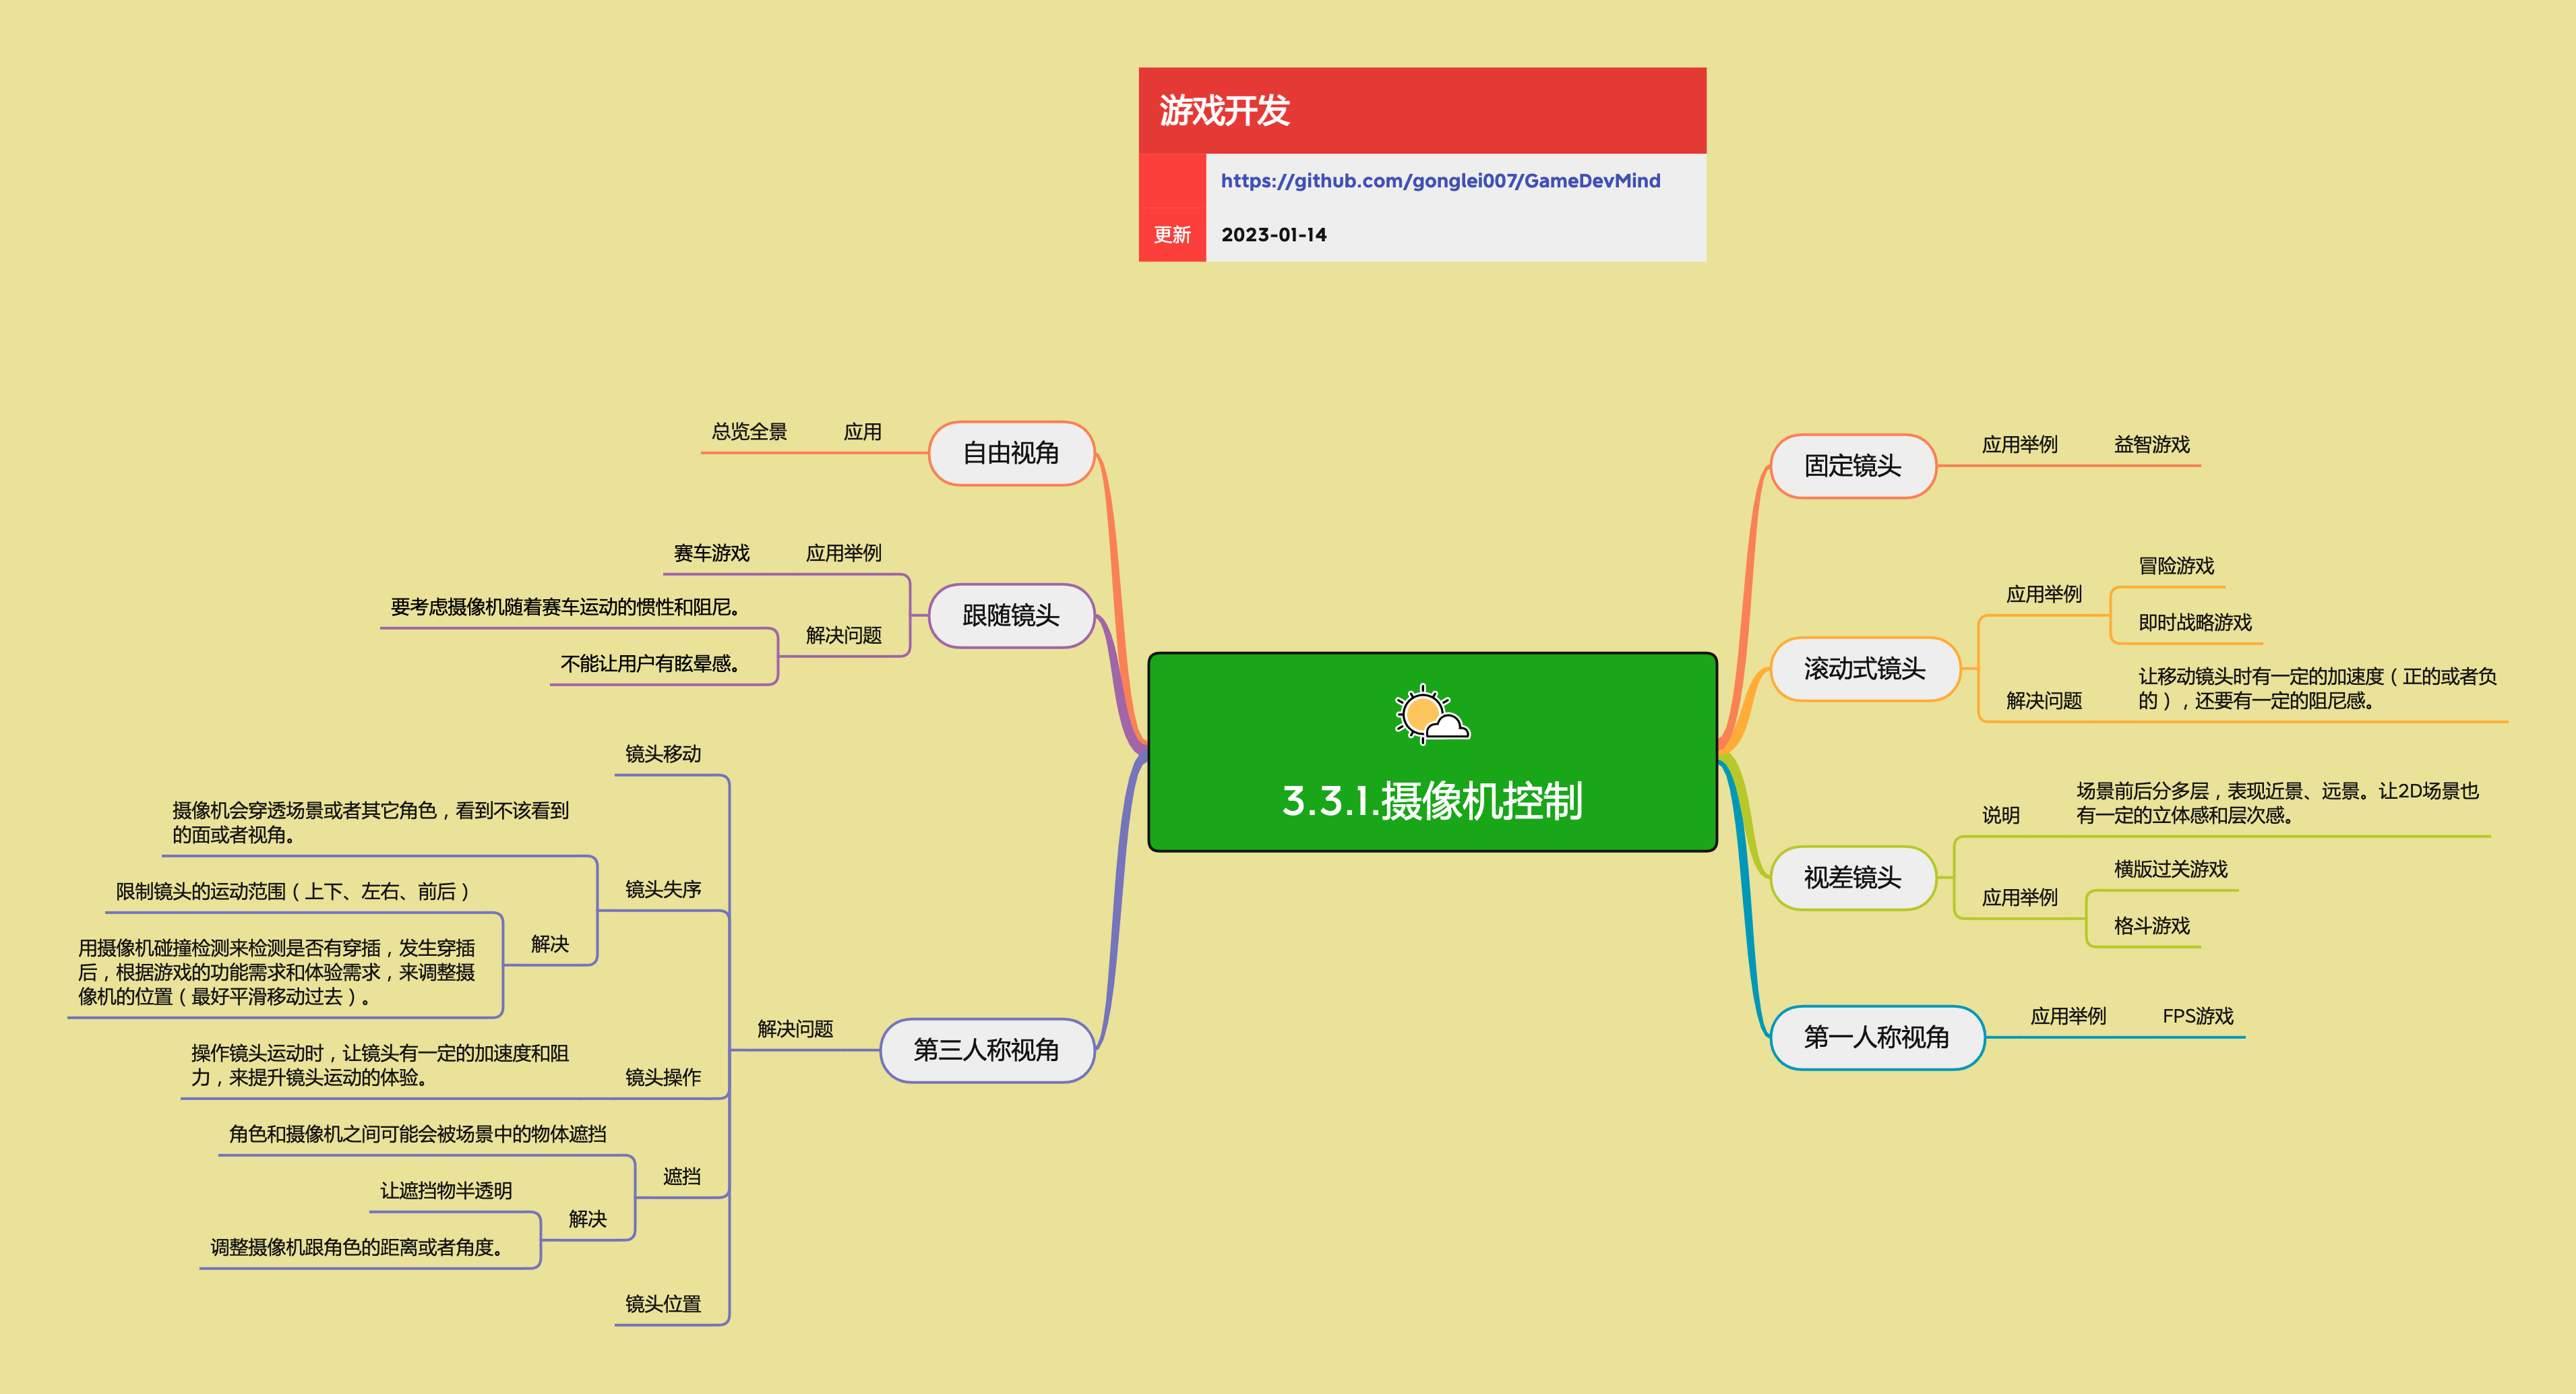 游戏开发
https://github.com/gonglei007/GameDevMind
更新
2023-01-14
3.3.1.摄像机控制
固定镜头
应用举例
益智游戏
滚动式镜头
应用举例
冒险游戏
即时战略游戏
解决问题
让移动镜头时有一定的加速度（正的或者负
的），还要有一定的阻尼感。
视差镜头
说明
场景前后分多层，表现近景、远景。让2D场景也
有一定的立体感和层次感。
应用举例
横版过关游戏
格斗游戏
第一人称视角
应用举例
FPS游戏
自由视角
应用
总览全景
跟随镜头
应用举例
赛车游戏
解决问题
要考虑摄像机随着赛车运动的惯性和阻尼。
不能让用户有眩晕感。
第三人称视角
解决问题
镜头移动
镜头失序
摄像机会穿透场景或者其它角色，看到不该看到
的面或者视角。
解决
限制镜头的运动范围（上下、左右、前后）
用摄像机碰撞检测来检测是否有穿插，发生穿插
后，根据游戏的功能需求和体验需求，来调整摄
像机的位置（最好平滑移动过去）。
镜头操作
操作镜头运动时，让镜头有一定的加速度和阻
力，来提升镜头运动的体验。
遮挡
角色和摄像机之间可能会被场景中的物体遮挡
解决
让遮挡物半透明
调整摄像机跟角色的距离或者角度。
镜头位置